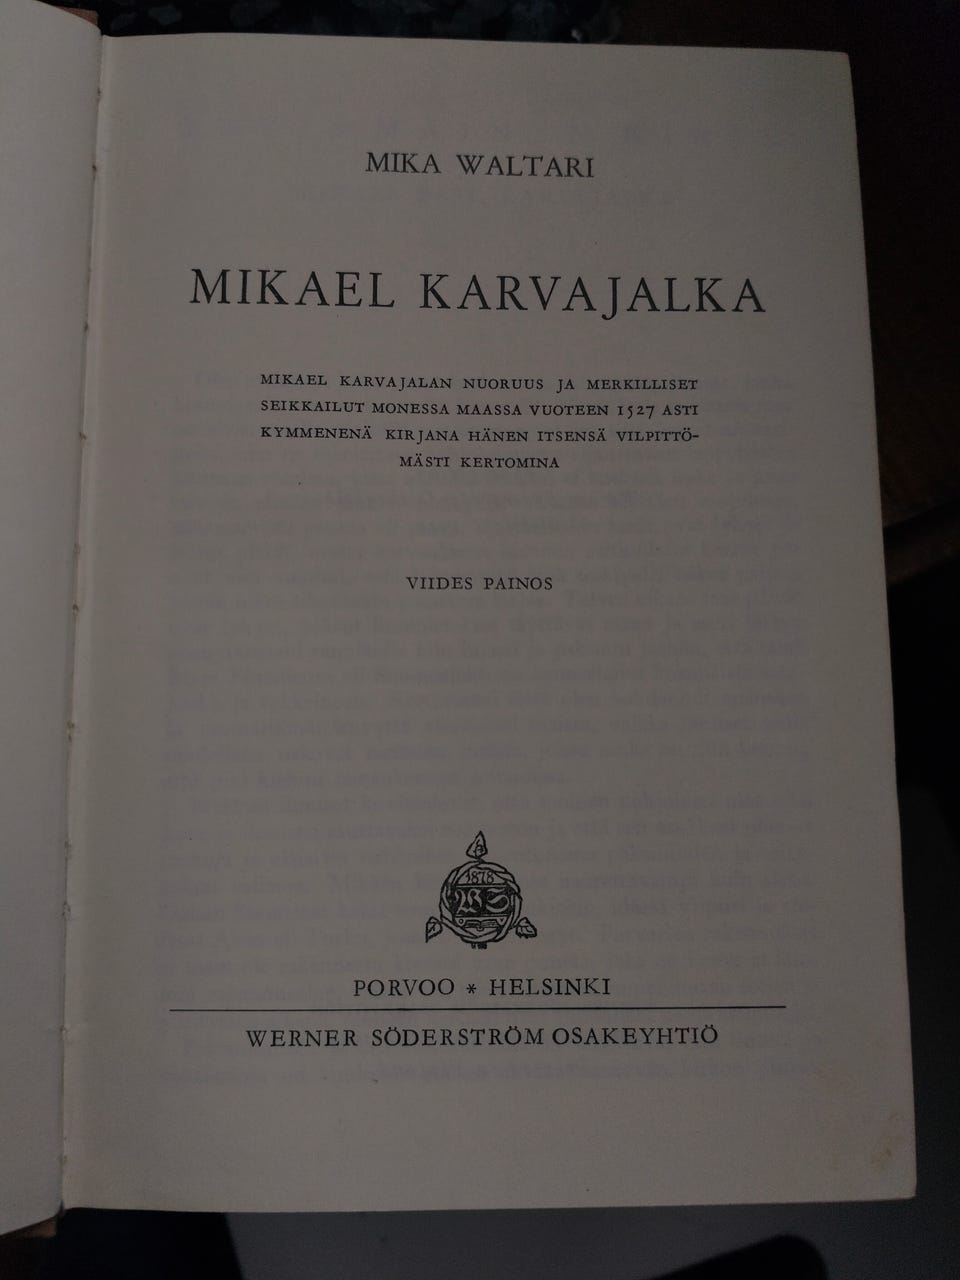 MIKA WALTARI
MIKAEL KARVAJALKA
MIKAEL KARVAJALAN NUORUUS JA MERKILLISET
SEIKKAILUT MONESSA MAASSA VUOTEEN 1527 ASTI
KYMMENENÄ KIRJANA HÄNEN ITSENSÄ VILPITTÖ-
MÄSTI KERTOMINA
VIIDES PAINOS
1878
WS
PORVOO * HELSINKI
WERNER SÖDERSTRÖM OSAKEYHTIÖ